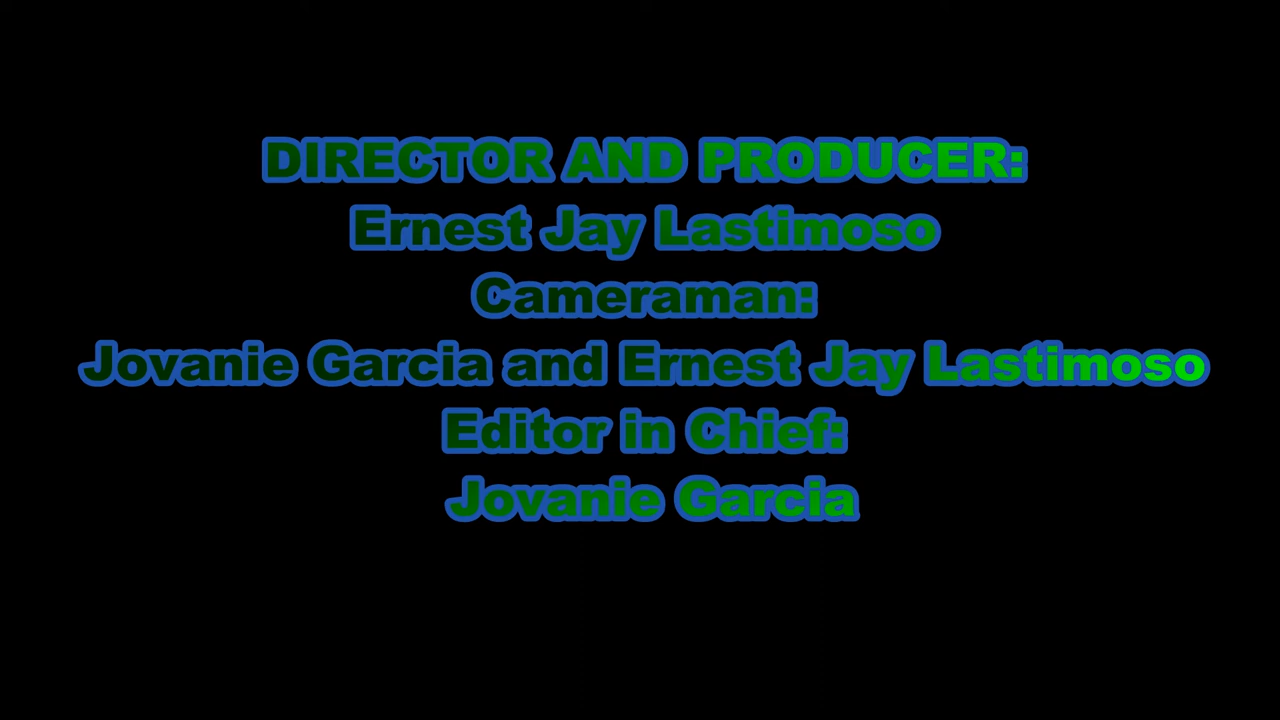 DIRECTOR AND PRODUCER:
Ernest Jay Lastimoso
Cameraman:
Jovanie Garcia and Ernest Jay Lastimoso
Editor in Chief:
Jovanie Garcia